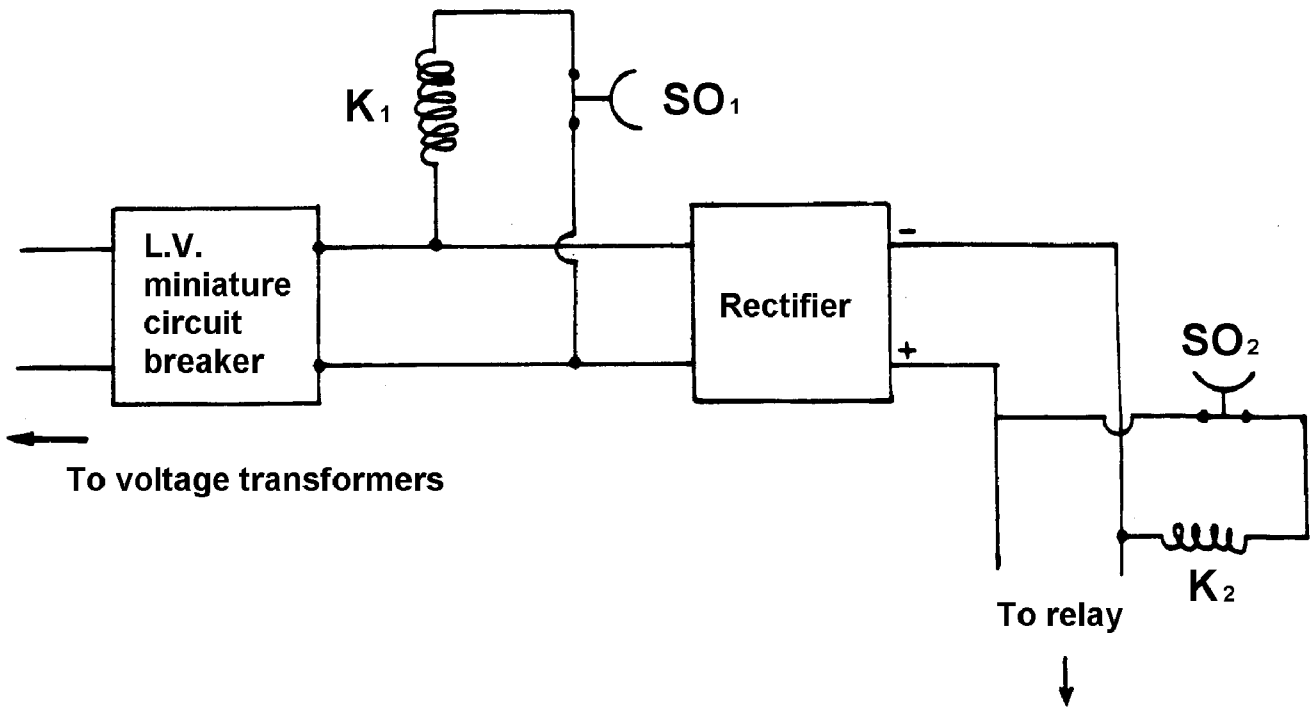 K1
SO1
L.V.
miniature
circuit
breaker
Rectifier
-
+
SO2
To voltage transformers
K2
To relay